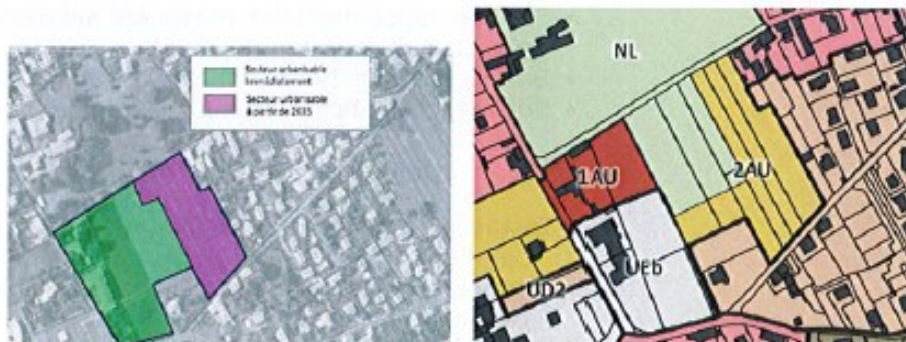 Secteur urbanisable
immédiatement
Secteur urbanisable
à partir de 2035
NL
1AU
2AU
UEb
UD2